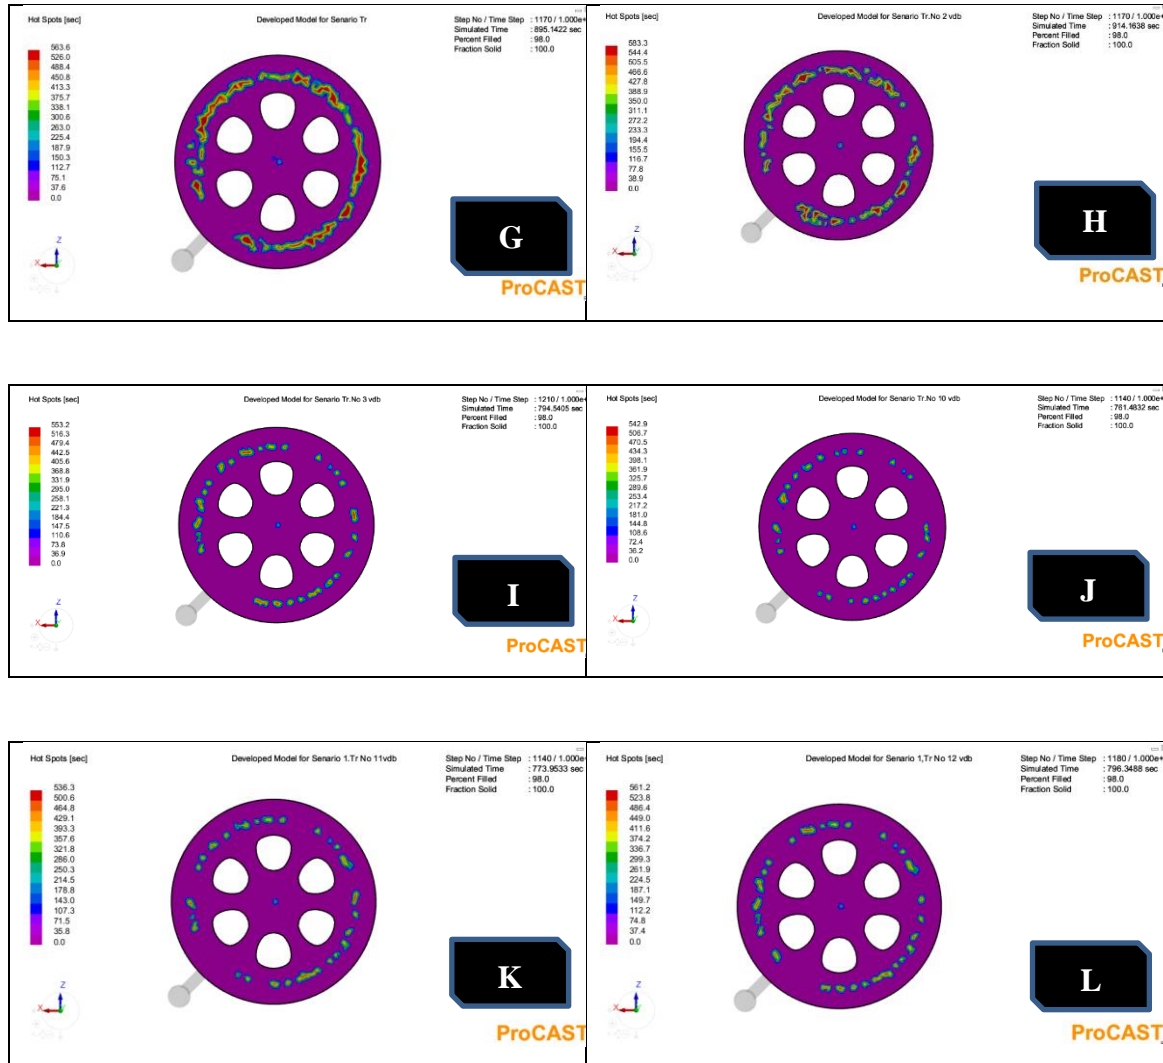 Hot Spots [sec]
Developed Model for Senario Tr
Step No / Time Step : 1170 / 1.000e+
Simulated Time : 895.1422 sec
Percent Filled : 98.0
Fraction Solid : 100.0
563.6
526.0
488.4
450.8
413.3
375.7
338.1
300.6
263.0
225.4
187.9
150.3
112.7
75.1
37.6
0.0
Z
X
G
ProCAST
Hot Spots [sec]
Developed Model for Senario Tr.No 2 vdb
Step No / Time Step : 1170 / 1.000e+
Simulated Time : 914.1638 sec
Percent Filled : 98.0
Fraction Solid : 100.0
583.3
544.4
505.5
466.6
427.8
388.9
350.0
311.1
272.2
233.3
194.4
155.5
116.7
77.8
38.9
0.0
Z
X
H
ProCAST
Hot Spots [sec]
Developed Model for Senario Tr.No 3 vdb
Step No / Time Step : 1210 / 1.000e+
Simulated Time : 794.5405 sec
Percent Filled : 98.0
Fraction Solid : 100.0
553.2
516.3
479.4
442.5
405.6
368.8
331.9
295.0
258.1
221.3
184.4
147.5
110.6
73.8
36.9
0.0
Z
X
I
ProCAST
Hot Spots [sec]
Developed Model for Senario Tr.No 10 vdb
Step No / Time Step : 1140 / 1.000e+
Simulated Time : 761.4832 sec
Percent Filled : 98.0
Fraction Solid : 100.0
542.9
506.7
470.5
434.3
398.1
361.9
325.7
289.6
253.4
217.2
181.0
144.8
108.6
72.4
36.2
0.0
Z
X
J
ProCAST
Hot Spots [sec]
Developed Model for Senario 1.Tr No 11vdb
Step No / Time Step : 1140 / 1.000e+
Simulated Time : 773.9533 sec
Percent Filled : 98.0
Fraction Solid : 100.0
536.3
500.6
464.8
429.1
393.3
357.6
321.8
286.0
250.3
214.5
178.8
143.0
107.3
71.5
35.8
0.0
Z
X
K
ProCAST
Hot Spots [sec]
Developed Model for Senario 1,Tr No 12 vdb
Step No / Time Step : 1180 / 1.000e+
Simulated Time : 796.3488 sec
Percent Filled : 98.0
Fraction Solid : 100.0
561.2
523.8
486.4
449.0
411.6
374.2
336.7
299.3
261.9
224.5
187.1
149.7
112.2
74.8
37.4
0.0
Z
X
L
ProCAST